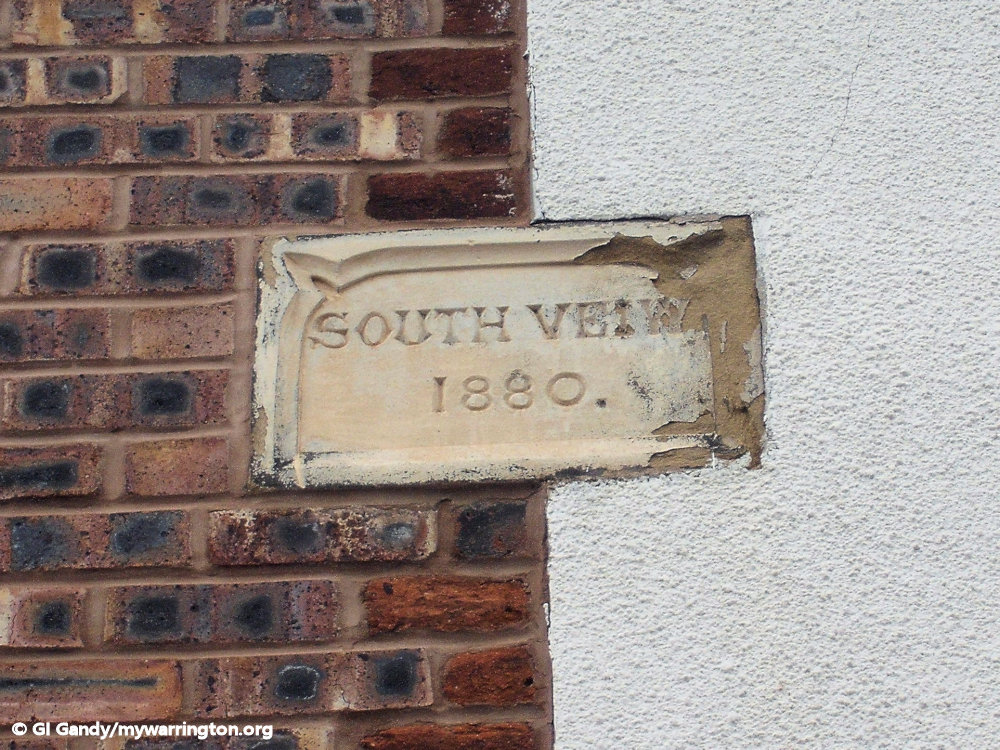 SOUTH VEIW
1880.
© GI Gandy/mywarrington.org